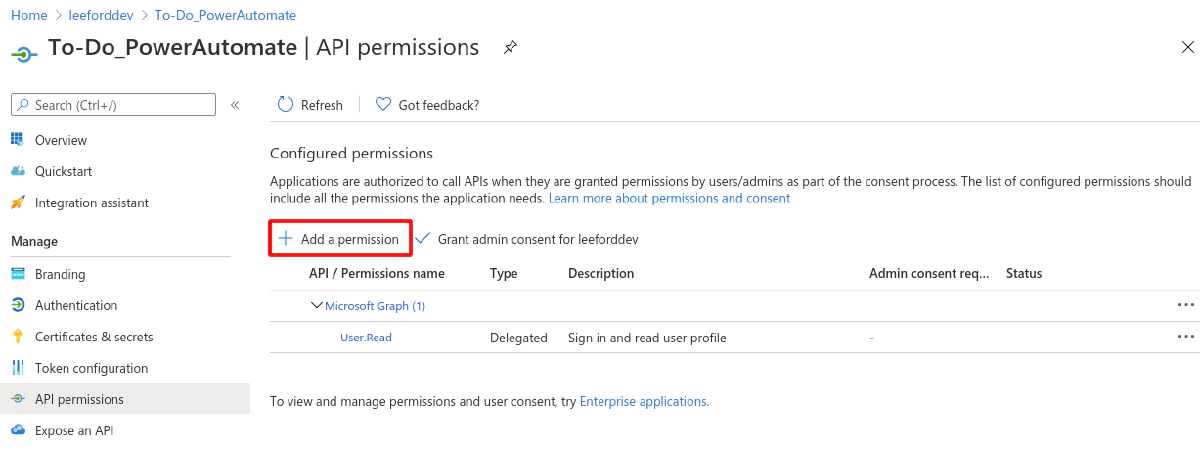 Home > leeforddev > To-Do_PowerAutomate
To-Do_PowerAutomate | API permissions
Search (Ctrl+/)
«
Refresh
Got feedback?
Overview
Quickstart
Integration assistant
Manage
Branding
Authentication
Certificates & secrets
Token configuration
API permissions
Expose an API
Configured permissions
Applications are authorized to call APIs when they are granted permissions by users/admins as part of the consent process. The list of configured permissions should
include all the permissions the application needs. Learn more about permissions and consent
+ Add a permission
Grant admin consent for leeforddev
API / Permissions name Type Description Admin consent req... Status
Microsoft Graph (1) ...
User.Read Delegated Sign in and read user profile - ...
To view and manage permissions and user consent, try Enterprise applications.